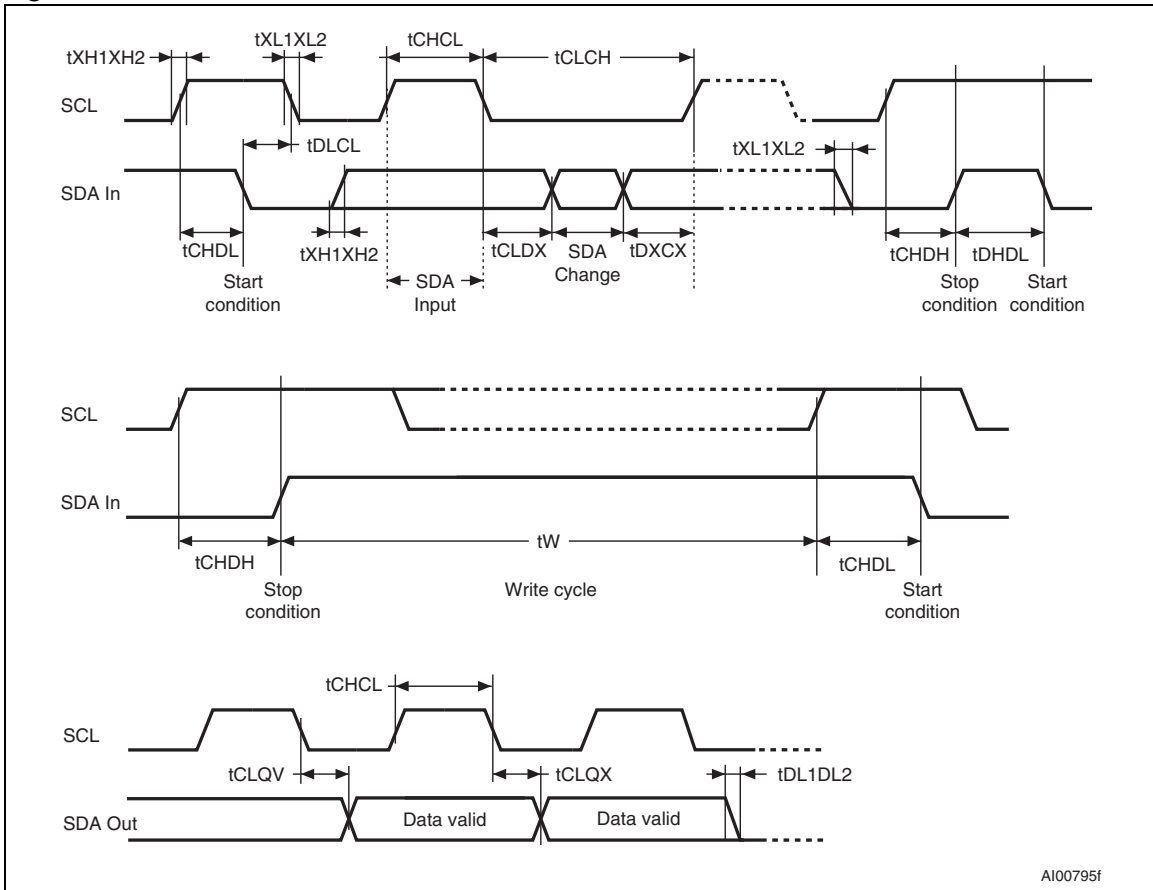 tXH1XH2
tXL1XL2
tCHCL
tCLCH
SCL
tDLCL
tXL1XL2
SDA In
tCHDL
tXH1XH2
tCLDX
SDA
Change
tDXCX
tCHDH
tDHDL
Start
condition
SDA
Input
Stop
condition
Start
condition
SCL
SDA In
tCHDH
tW
tCHDL
Stop
condition
Write cycle
Start
condition
tCHCL
SCL
tCLQV
tCLQX
tDL1DL2
SDA Out
Data valid
Data valid
AI00795f